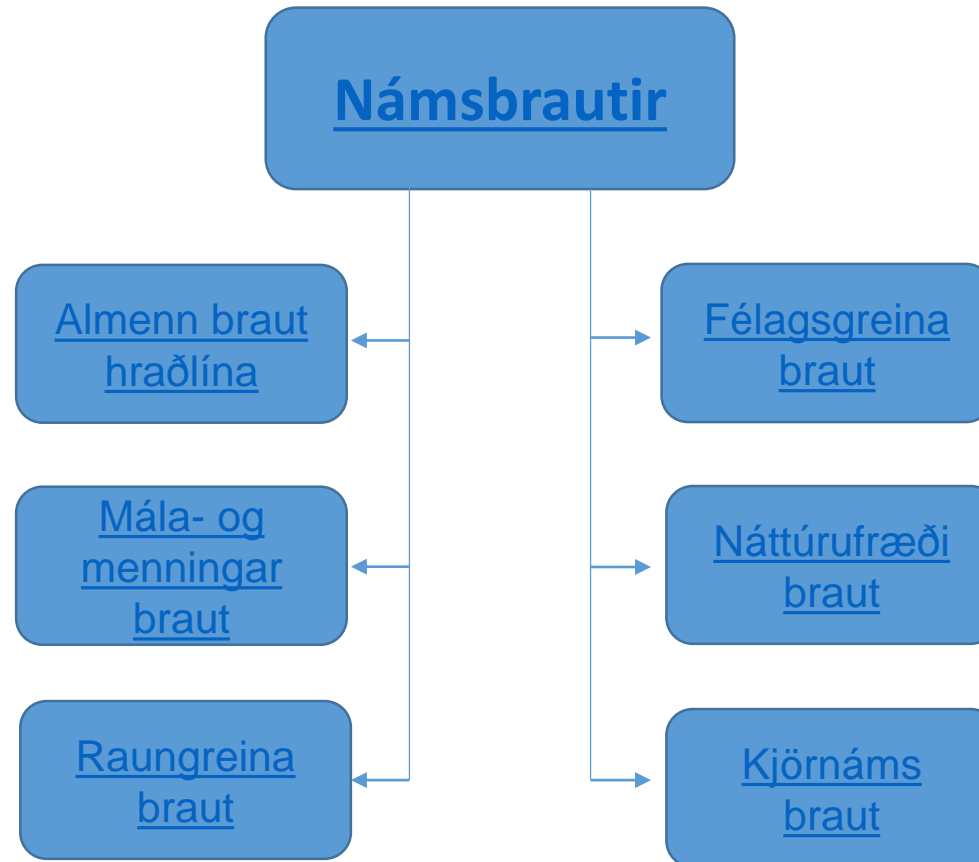 Námsbrautir
Almenn braut
hraðlína
Félagsgreina
braut
Mála- og
menningar
braut
Náttúrufræði
braut
Raungreina
braut
Kjörnáms
braut